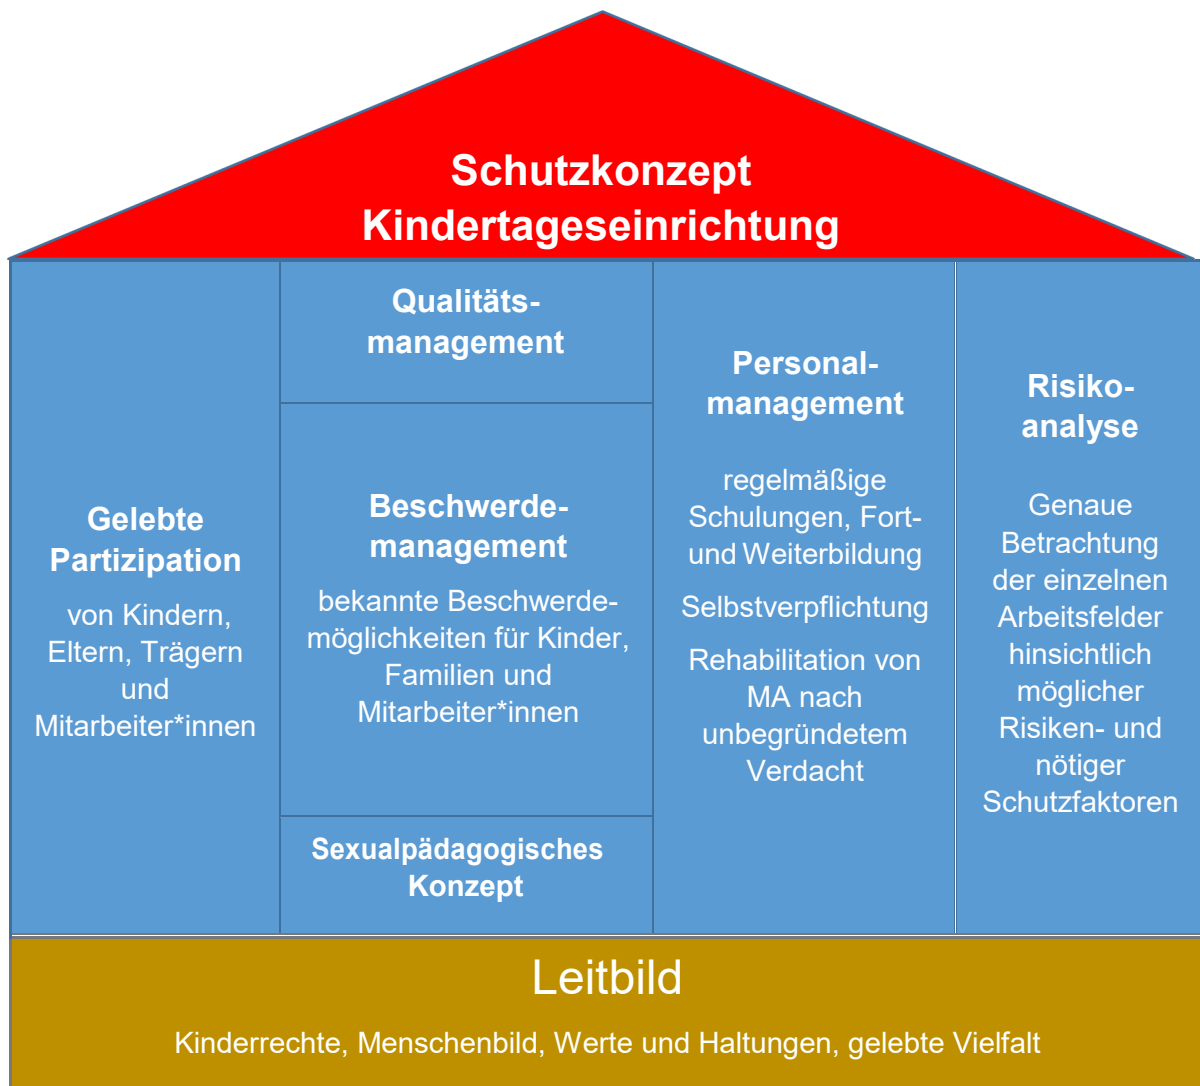 Schutzkonzept
Kindertageseinrichtung
Gelebte
Partizipation
von Kindern,
Eltern, Trägern
und
Mitarbeiter*innen
Qualitäts-
management
Beschwerde-
management
bekannte Beschwerde-
möglichkeiten für Kinder,
Familien und
Mitarbeiter*innen
Sexualpädagogisches
Konzept
Personal-
management
regelmäßige
Schulungen, Fort-
und Weiterbildung
Selbstverpflichtung
Rehabilitation von
MA nach
unbegründetem
Verdacht
Risiko-
analyse
Genaue
Betrachtung
der einzelnen
Arbeitsfelder
hinsichtlich
möglicher
Risiken- und
nötiger
Schutzfaktoren
Leitbild
Kinderrechte, Menschenbild, Werte und Haltungen, gelebte Vielfalt